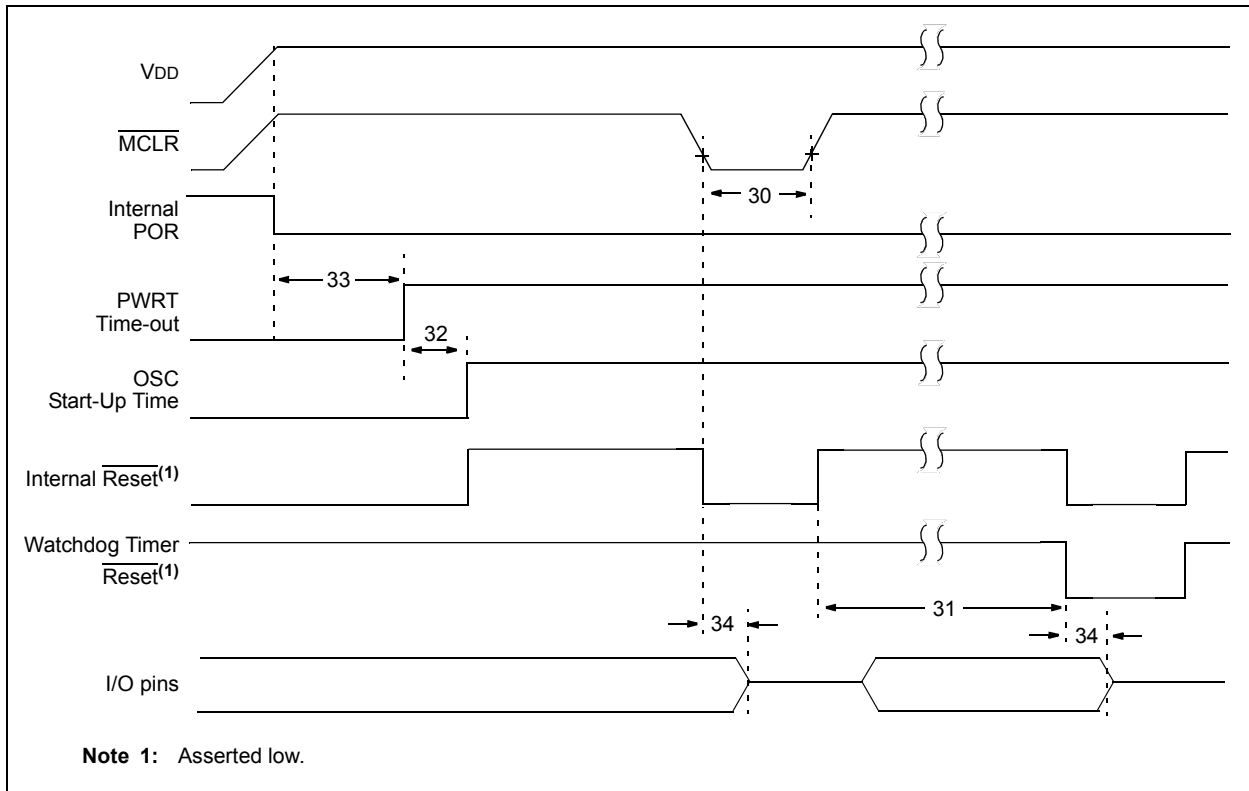 VDD
MCLR
30
Internal
POR
33
PWRT
Time-out
32
OSC
Start-Up Time
Internal Reset(1)
Watchdog Timer
Reset(1)
31
34
34
I/O pins
Note 1: Asserted low.